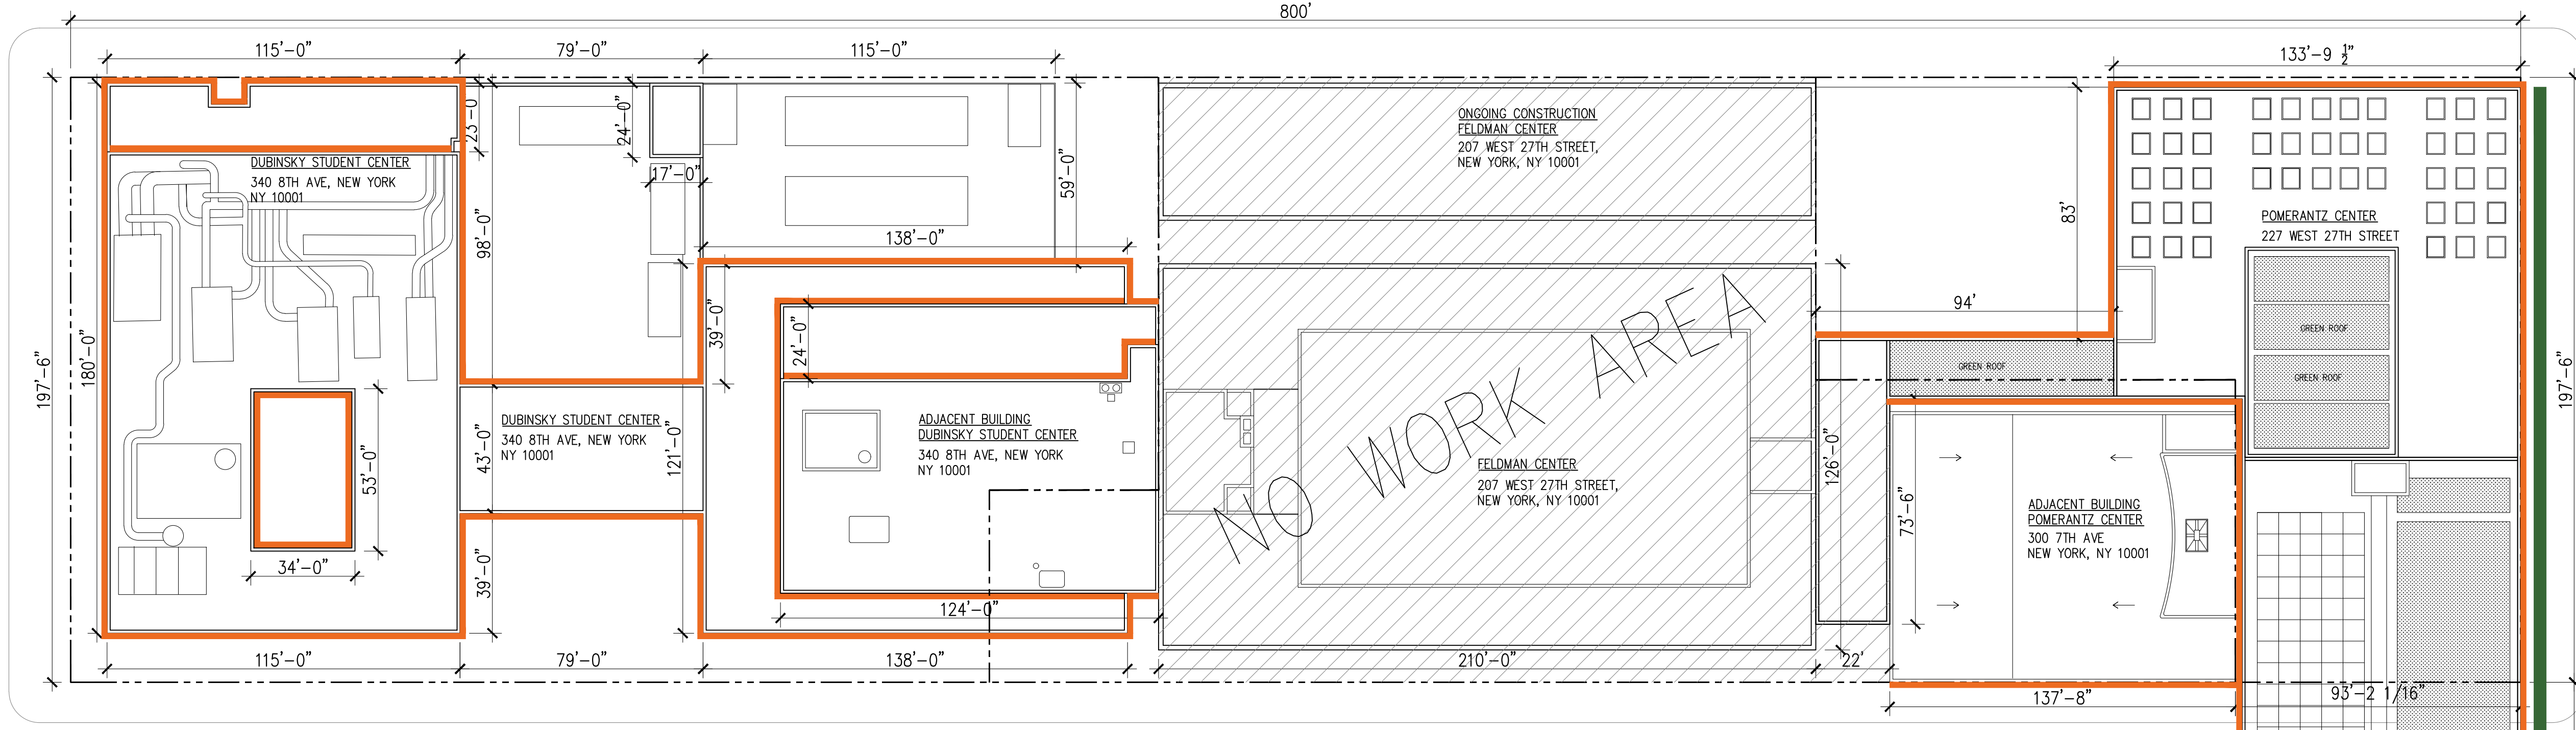 800'
115'-0"
79'-0"
115'-0"
133'-9 1/2"
197'-6"
180'-0"
23'-0
24'-0"
17'-0"
98'-0"
59'-0"
138'-0"
39'-0"
24'-0"
83'
94'
197'-6"
DUBINSKY STUDENT CENTER
340 8TH AVE, NEW YORK
NY 10001
ONGOING CONSTRUCTION
FELDMAN CENTER
207 WEST 27TH STREET,
NEW YORK, NY 10001
POMERANTZ CENTER
227 WEST 27TH STREET
GREEN ROOF
GREEN ROOF
GREEN ROOF
NO WORK AREA
DUBINSKY STUDENT CENTER
340 8TH AVE, NEW YORK
NY 10001
43'-0"
121'-0"
53'-0"
34'-0"
39'-0"
ADJACENT BUILDING
DUBINSKY STUDENT CENTER
340 8TH AVE, NEW YORK
NY 10001
124'-0"
FELDMAN CENTER
207 WEST 27TH STREET,
NEW YORK, NY 10001
126'-0"
73'-6"
ADJACENT BUILDING
POMERANTZ CENTER
300 7TH AVE
NEW YORK, NY 10001
115'-0"
79'-0"
138'-0"
210'-0"
22'
137'-8"
93'-2 1/16"